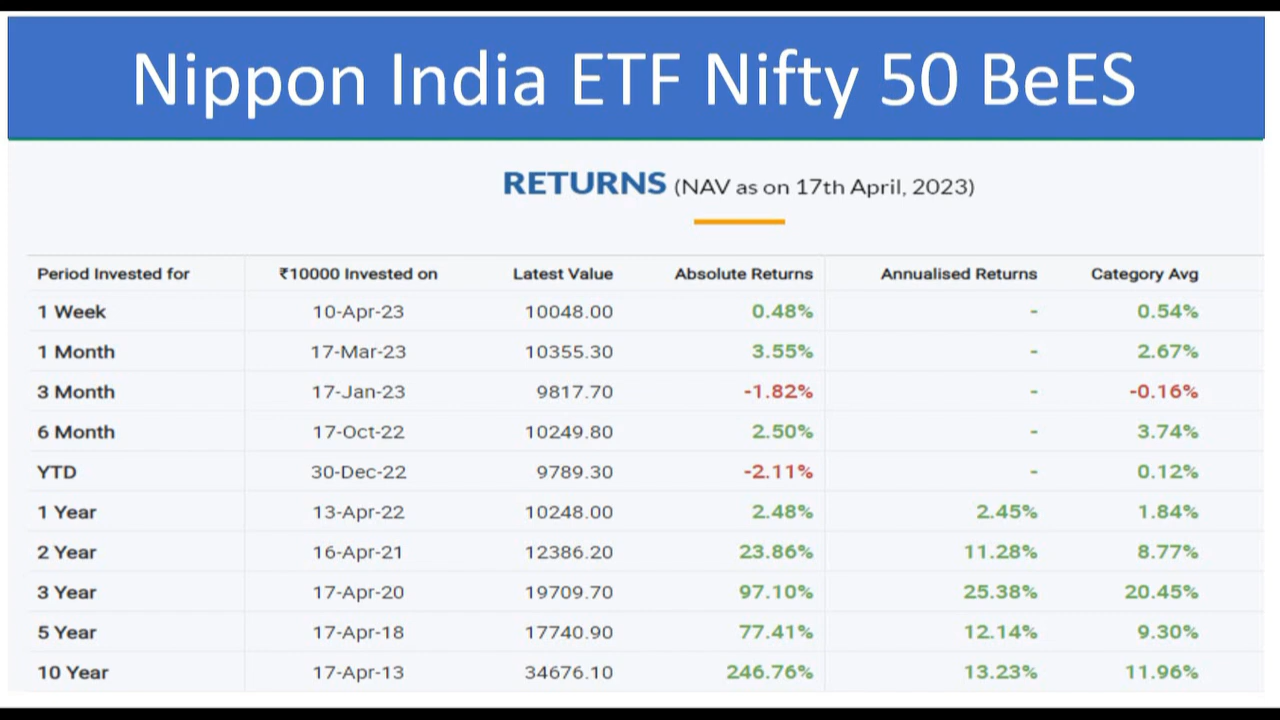 Nippon India ETF Nifty 50 BeES
RETURNS (NAV as on 17th April, 2023)
Period Invested for ₹10000 Invested on Latest Value Absolute Returns Annualised Returns Category Avg
1 Week 10-Apr-23 10048.00 0.48% - 0.54%
1 Month 17-Mar-23 10355.30 3.55% - 2.67%
3 Month 17-Jan-23 9817.70 -1.82% - -0.16%
6 Month 17-Oct-22 10249.80 2.50% - 3.74%
YTD 30-Dec-22 9789.30 -2.11% - 0.12%
1 Year 13-Apr-22 10248.00 2.48% 2.45% 1.84%
2 Year 16-Apr-21 12386.20 23.86% 11.28% 8.77%
3 Year 17-Apr-20 19709.70 97.10% 25.38% 20.45%
5 Year 17-Apr-18 17740.90 77.41% 12.14% 9.30%
10 Year 17-Apr-13 34676.10 246.76% 13.23% 11.96%